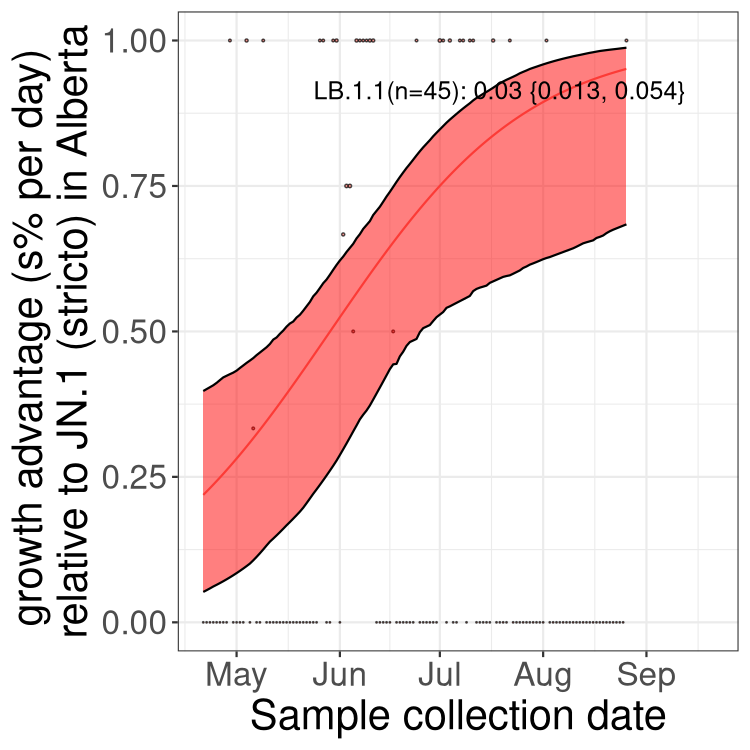 growth advantage (s% per day)
relative to JN.1 (stricto) in Alberta
1.00
0.75
0.50
0.25
0.00
LB.1.1(n=45): 0.03 {0.013, 0.054}
May Jun Jul Aug Sep
Sample collection date